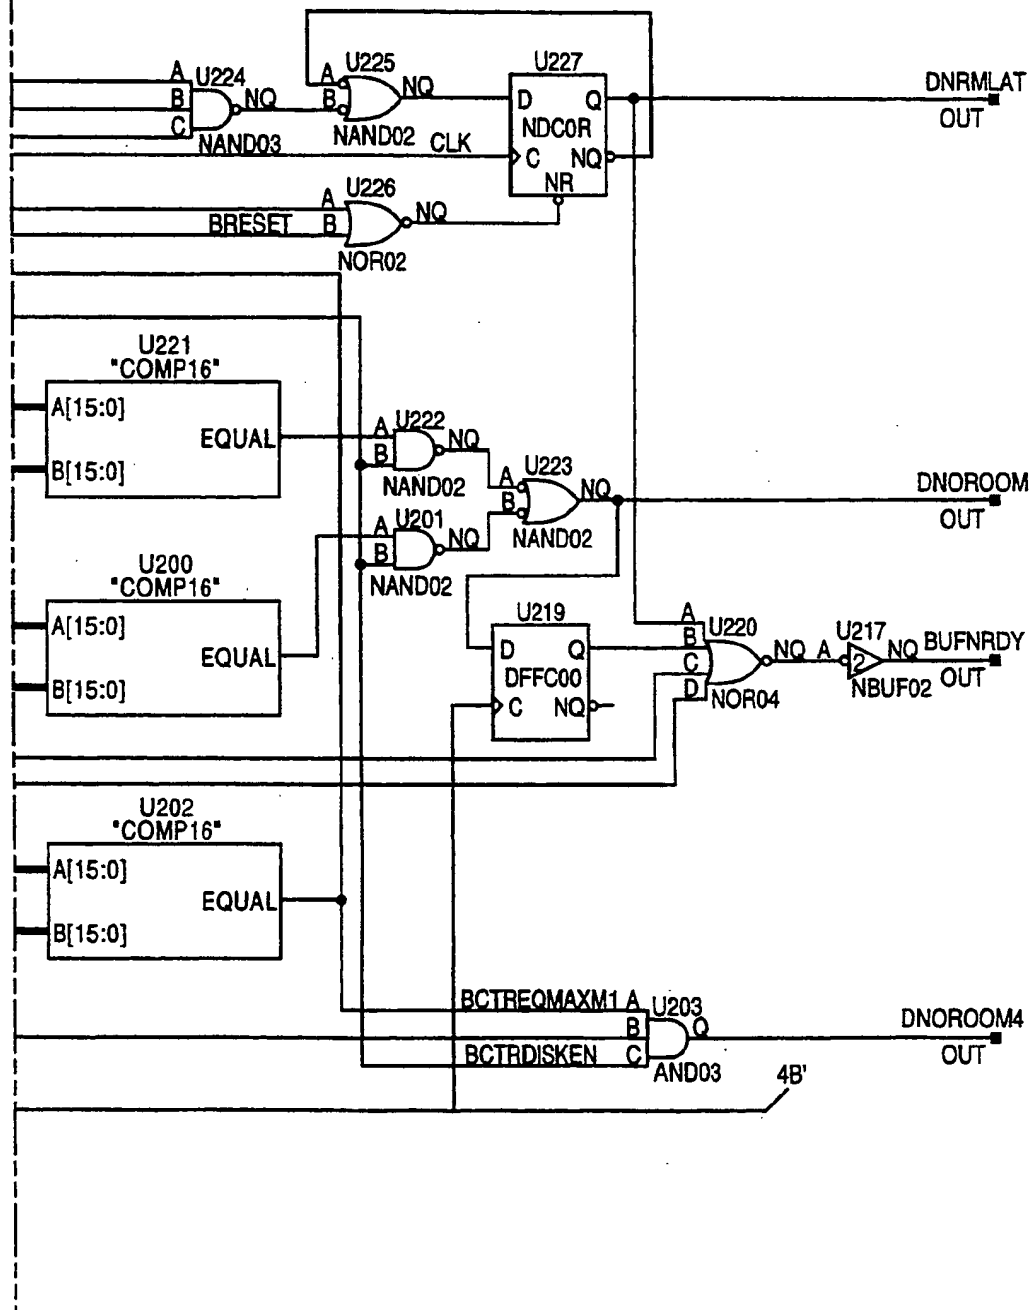 U224
A
B
C
NQ
NAND03
U225
A
B
NQ
NAND02
CLK
U227
D
Q
NDC0R
C
NQ
NR
DNRMLAT
OUT
U226
A
BRESET
B
NQ
NOR02
U221
"COMP16"
A[15:0]
EQUAL
B[15:0]
U222
A
B
NQ
NAND02
U223
A
B
NQ
NAND02
DNOROOM
OUT
U201
A
B
NQ
NAND02
U200
"COMP16"
A[15:0]
EQUAL
B[15:0]
U219
D
Q
DFFC00
C
NQ
U220
A
B
C
D
NQ
NOR04
U217
A
2
NQ
NBUF02
BUFNRDY
OUT
U202
"COMP16"
A[15:0]
EQUAL
B[15:0]
BCTREQMAXM1
A
U203
B
Q
BCTRDISKEN
C
AND03
DNOROOM4
OUT
4B'